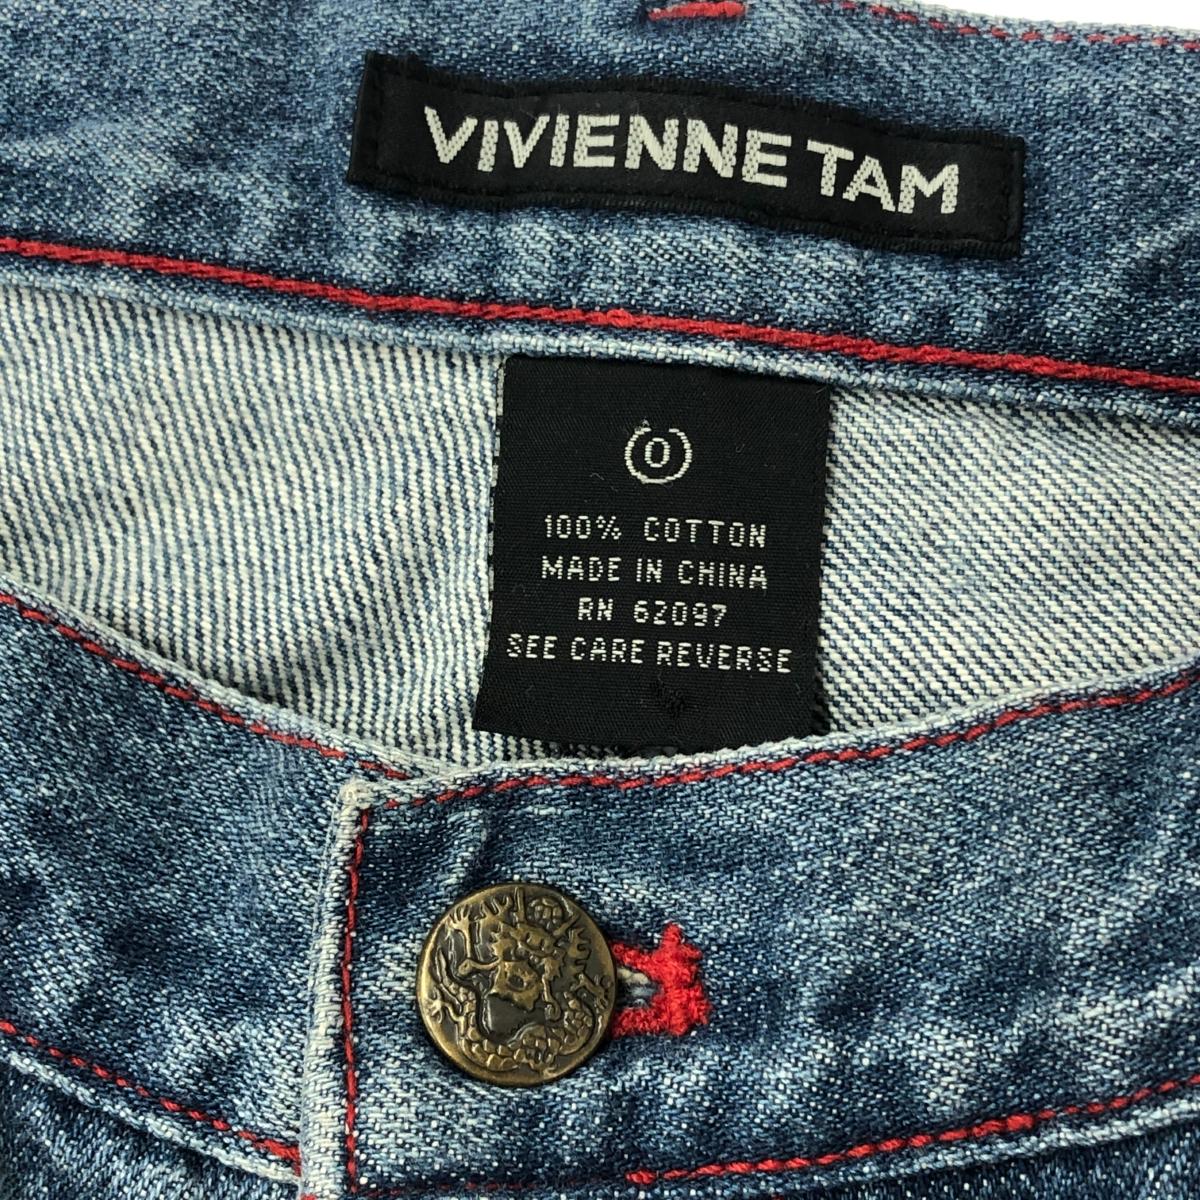 VIVIENNE TAM
(0)
100% COTTON
MADE IN CHINA
RN 62097
SEE CARE REVERSE